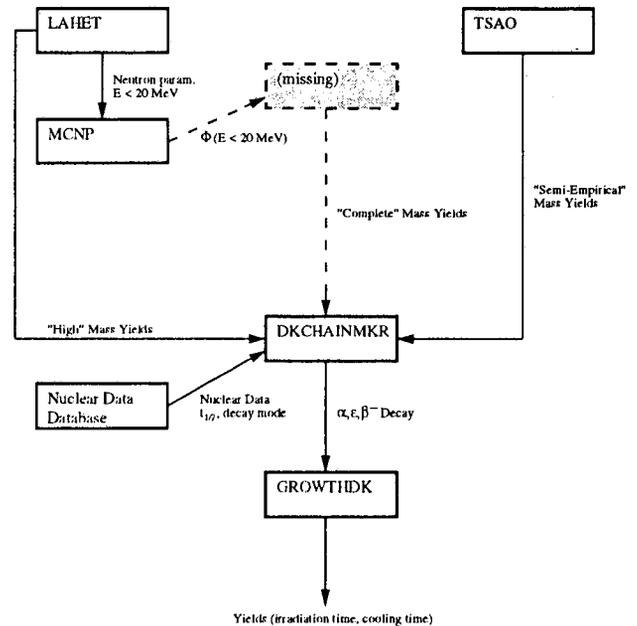 LAHET
TSAO
Neutron param.
E < 20 MeV
(missing)
MCNP
Φ (E < 20 MeV)
"Semi-Empirical"
Mass Yields
"Complete" Mass Yields
"High" Mass Yields
DKCHAINMKR
Nuclear Data
Database
Nuclear Data
t1/2, decay mode
α, ε, β− Decay
GROWTHDK
Yields (irradiation time, cooling time)